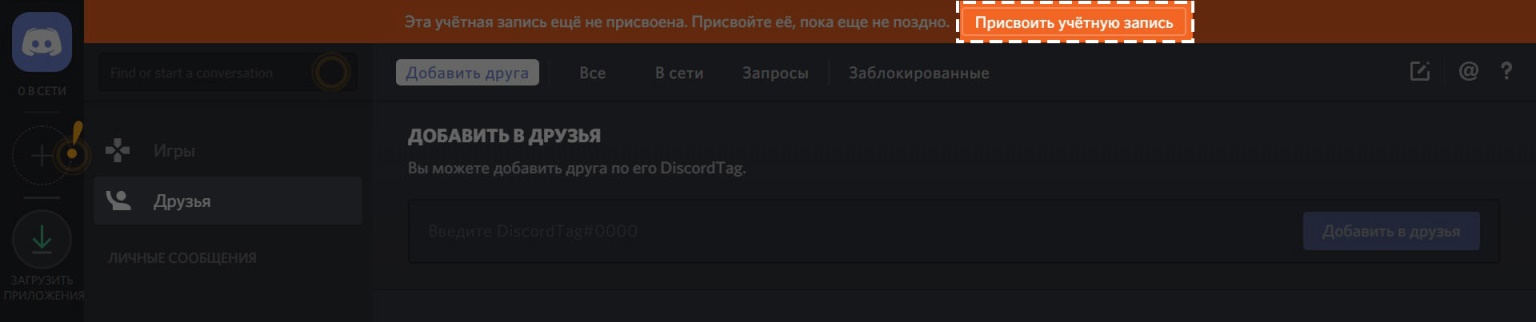 Эта учётная запись ещё не присвоена. Присвойте её, пока еще не поздно. Присвоить учётную запись
Find or start a conversation
Добавить друга Все В сети Запросы Заблокированные @ ?
0 В СЕТИ
ДОБАВИТЬ В ДРУЗЬЯ
Игры
Вы можете добавить друга по его DiscordTag.
Друзья
Введите DiscordTag#0000 Добавить в друзья
ЛИЧНЫЕ СООБЩЕНИЯ
ЗАГРУЗИТЬ
ПРИЛОЖЕНИЯ